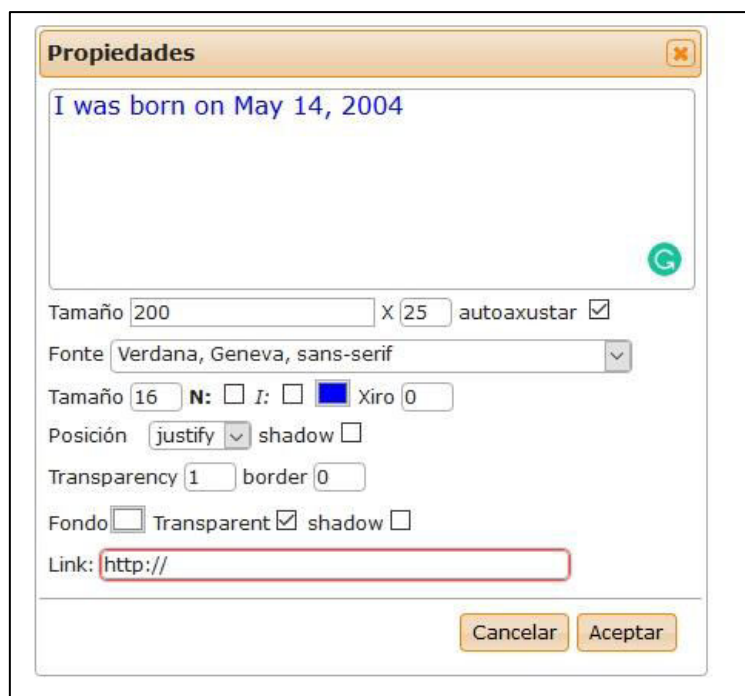 Propiedades
I was born on May 14, 2004
Tamaño 200 X 25 autoaxustar
Fonte Verdana, Geneva, sans-serif
Tamaño 16 N: I: Xiro 0
Posición justify shadow
Transparency 1 border 0
Fondo Transparent shadow
Link: http://
Cancelar Aceptar